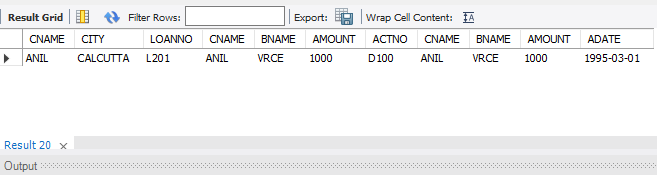 Result Grid Filter Rows: Export: Wrap Cell Content: IA
CNAME CITY LOANNO CNAME BNAME AMOUNT ACTNO CNAME BNAME AMOUNT ADATE
ANIL CALCUTTA L201 ANIL VRCE 1000 D100 ANIL VRCE 1000 1995-03-01
Result 20 ×
Output